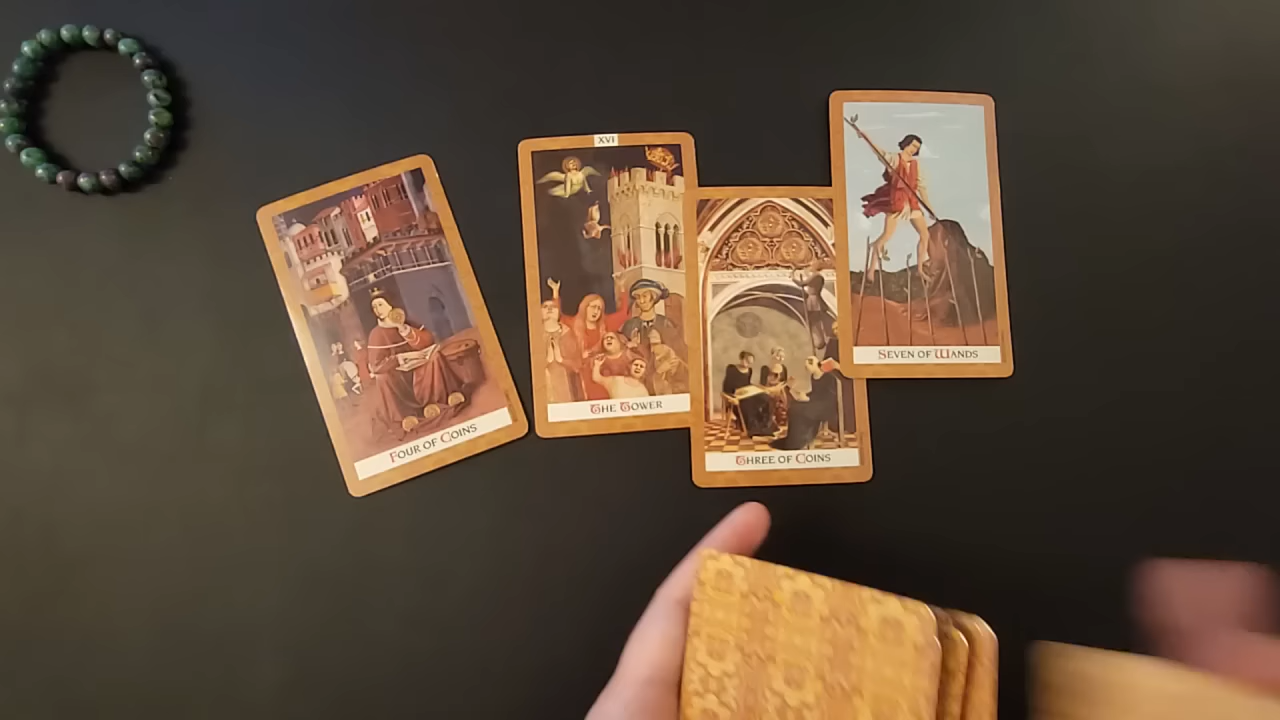 FOUR OF COINS
XVI
THE TOWER
THREE OF COINS
SEVEN OF WANDS